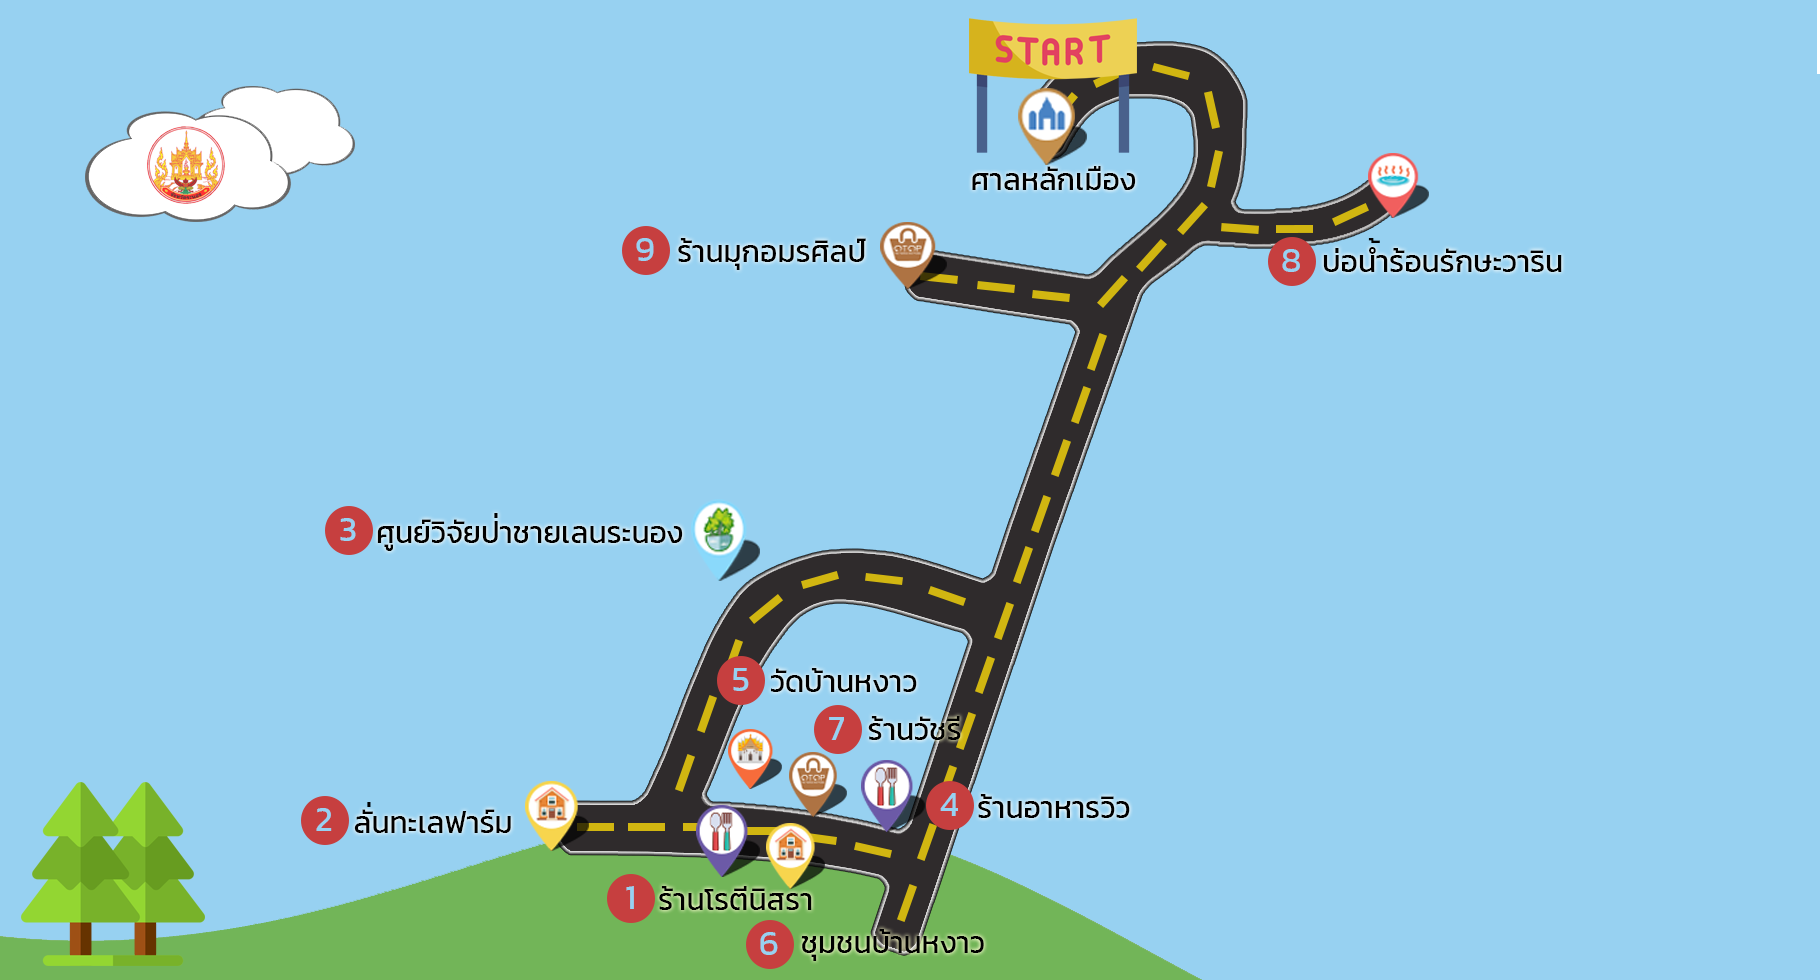 START
ศาลหลักเมือง
9 ร้านมุกอมรศิลป์
8 บ่อน้ำร้อนรักษะวาริน
3 ศูนย์วิจัยป่าชายเลนระนอง
5 วัดบ้านหงาว
7 ร้านวัชรี
4 ร้านอาหารวิว
2 ลั่นทะเลฟาร์ม
1 ร้านโรตีนิสรา
6 ชุมชนบ้านหงาว
OTOP
OTOP